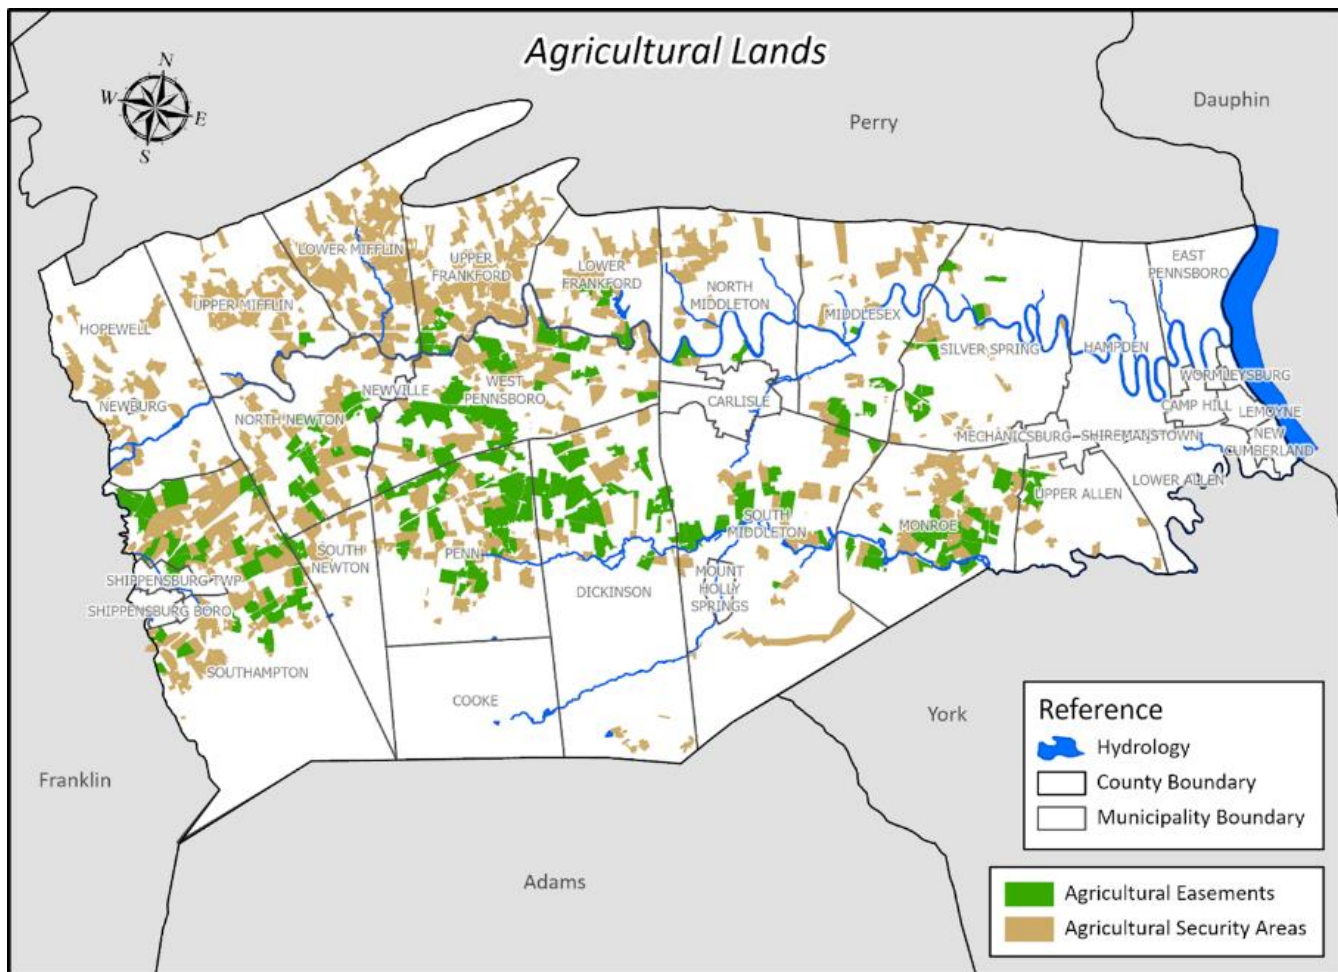 Agricultural Lands
N
W
E
S
Dauphin
Perry
EAST
PENNSBORO
LOWER MIFFLIN
UPPER
FRANKFORD
LOWER
FRANKFORD
NORTH
MIDDLETON
UPPER MIFFLIN
MIDDLESEX
HOPEWELL
SILVER SPRING
HAMPDEN
WORMLEYSBURG
NEWVILLE
WEST
PENNSBORO
CARLISLE
CAMP HILL
LEMOYNE
NEWBURG
NORTH NEWTON
MECHANICSBURG
SHIREMANSTOWN
NEW
CUMBERLAND
LOWER ALLEN
UPPER ALLEN
SOUTH
MIDDLETON
MONROE
SOUTH
NEWTON
PENN
SHIPPENSBURG TWP
MOUNT
HOLLY
SPRINGS
DICKINSON
SHIPPENSBURG BORO
SOUTHAMPTON
COOKE
York
Franklin
Adams
Reference
Hydrology
County Boundary
Municipality Boundary
Agricultural Easements
Agricultural Security Areas